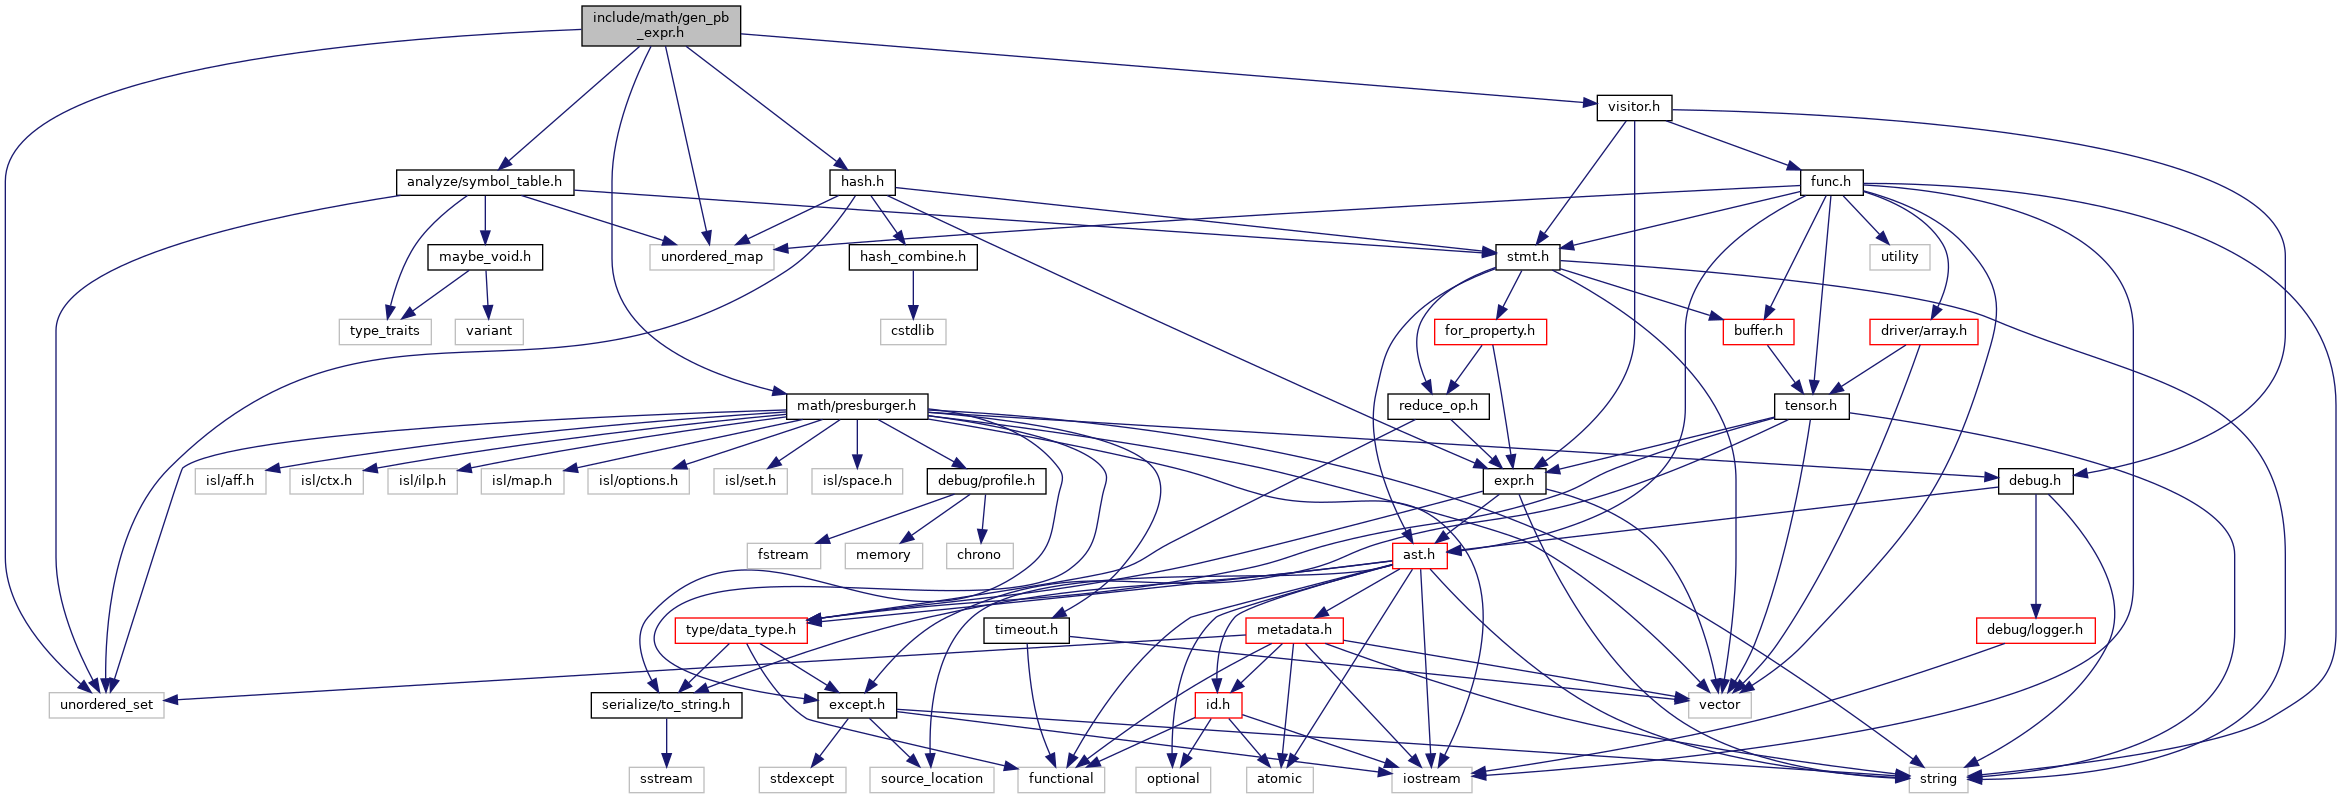 include/math/gen_pb
_expr.h
visitor.h
analyze/symbol_table.h
hash.h
func.h
maybe_void.h
unordered_map
hash_combine.h
stmt.h
utility
type_traits
variant
cstdlib
for_property.h
buffer.h
driver/array.h
math/presburger.h
reduce_op.h
tensor.h
isl/aff.h
isl/ctx.h
isl/ilp.h
isl/map.h
isl/options.h
isl/set.h
isl/space.h
debug/profile.h
expr.h
debug.h
fstream
memory
chrono
ast.h
type/data_type.h
timeout.h
metadata.h
debug/logger.h
unordered_set
serialize/to_string.h
except.h
id.h
vector
sstream
stdexcept
source_location
functional
optional
atomic
iostream
string